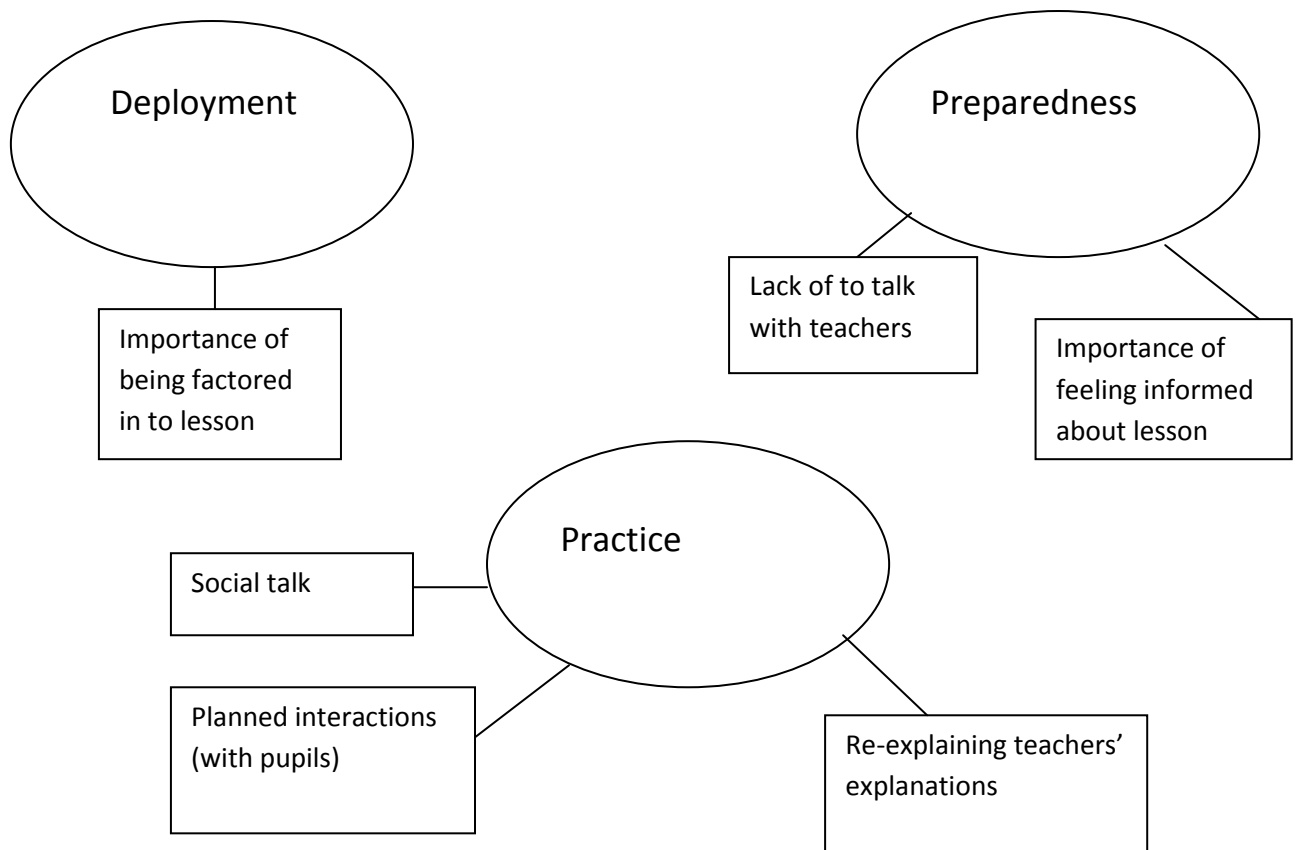 Deployment
Preparedness
Importance of
being factored
in to lesson
Lack of to talk
with teachers
Importance of
feeling informed
about lesson
Practice
Social talk
Planned interactions
(with pupils)
Re-explaining teachers’
explanations